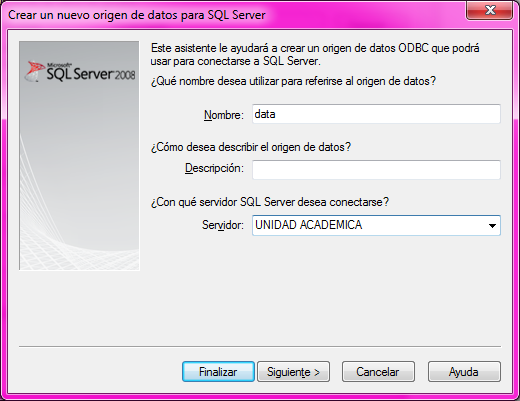 Crear un nuevo origen de datos para SQL Server
Microsoft
SQL Server 2008
Este asistente le ayudará a crear un origen de datos ODBC que podrá
usar para conectarse a SQL Server.
¿Qué nombre desea utilizar para referirse al origen de datos?
Nombre: data
¿Cómo desea describir el origen de datos?
Descripción:
¿Con qué servidor SQL Server desea conectarse?
Servidor: UNIDAD ACADEMICA
Finalizar Siguiente > Cancelar Ayuda